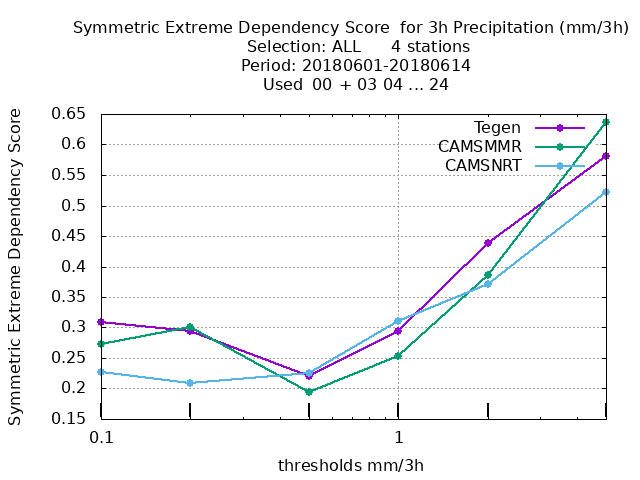 Symmetric Extreme Dependency Score  for 3h Precipitation (mm/3h)
Selection: ALL      4 stations
Period: 20180601-20180614
Used  00 + 03 04 ... 24
Symmetric Extreme Dependency Score
0.65
0.6
0.55
0.5
0.45
0.4
0.35
0.3
0.25
0.2
0.15
Tegen
CAMSMMR
CAMSNRT
0.1
1
thresholds mm/3h